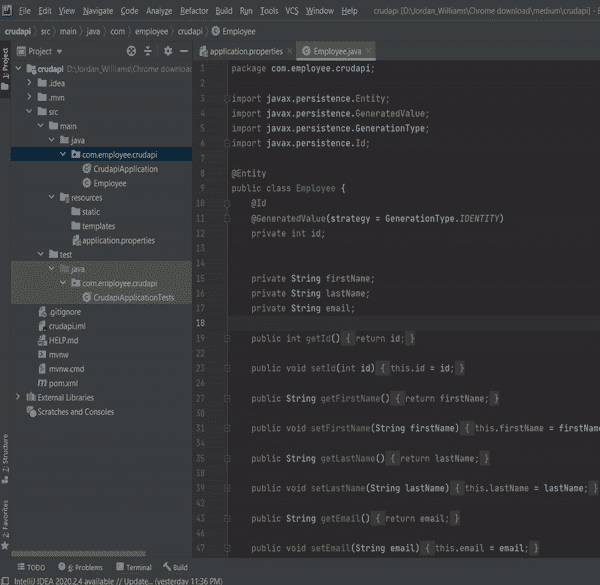 File Edit View Navigate Code Analyze Refactor Build Run Tools VCS Window Help crudapi [D:\Jordan_Williams\Chrome download\medium\crudapi]
crudapi src main java com employee crudapi Employee
Project
application.properties Employee.java
1: Project
crudapi D:\Jordan_Williams\Chrome download
.idea
.mvn
src
main
java
com.employee.crudapi
CrudapiApplication
Employee
resources
static
templates
application.properties
test
java
com.employee.crudapi
CrudapiApplicationTests
.gitignore
crudapi.iml
HELP.md
mvnw
mvnw.cmd
pom.xml
External Libraries
Scratches and Consoles
Z: Structure
2: Favorites
1 package com.employee.crudapi;
2
3 import javax.persistence.Entity;
4 import javax.persistence.GeneratedValue;
5 import javax.persistence.GenerationType;
6 import javax.persistence.Id;
7
8 @Entity
9 public class Employee {
10 @Id
11 @GeneratedValue(strategy = GenerationType.IDENTITY)
12 private int id;
13
14
15 private String firstName;
16 private String lastName;
17 private String email;
18
19 public int getId() { return id; }
22
23 public void setId(int id) { this.id = id; }
26
27 public String getFirstName() { return firstName; }
30
31 public void setFirstName(String firstName) { this.firstName = firstName
34
35 public String getLastName() { return lastName; }
38
39 public void setLastName(String lastName) { this.lastName = lastName; }
42
43 public String getEmail() { return email; }
46
47 public void setEmail(String email) { this.email = email; }
TODO 6: Problems Terminal Build
IntelliJ IDEA 2020.2.4 available // Update... (yesterday 11:36 PM)